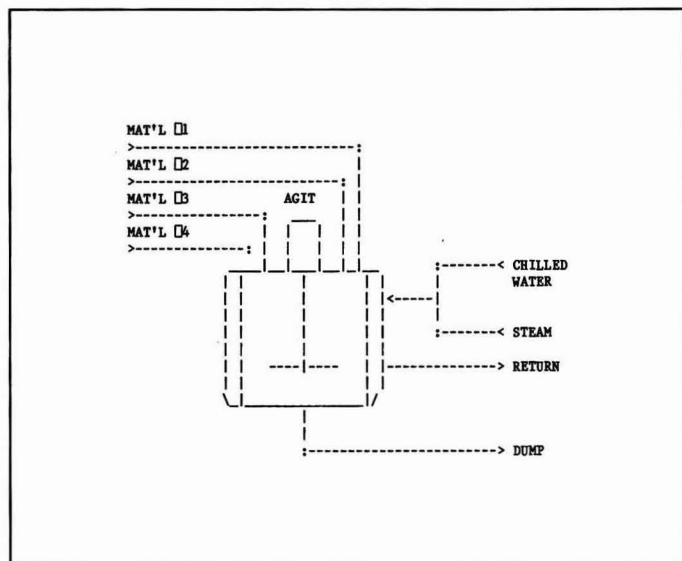 MAT'L □1
MAT'L □2
MAT'L □3
AGIT
MAT'L □4
CHILLED
WATER
STEAM
RETURN
DUMP